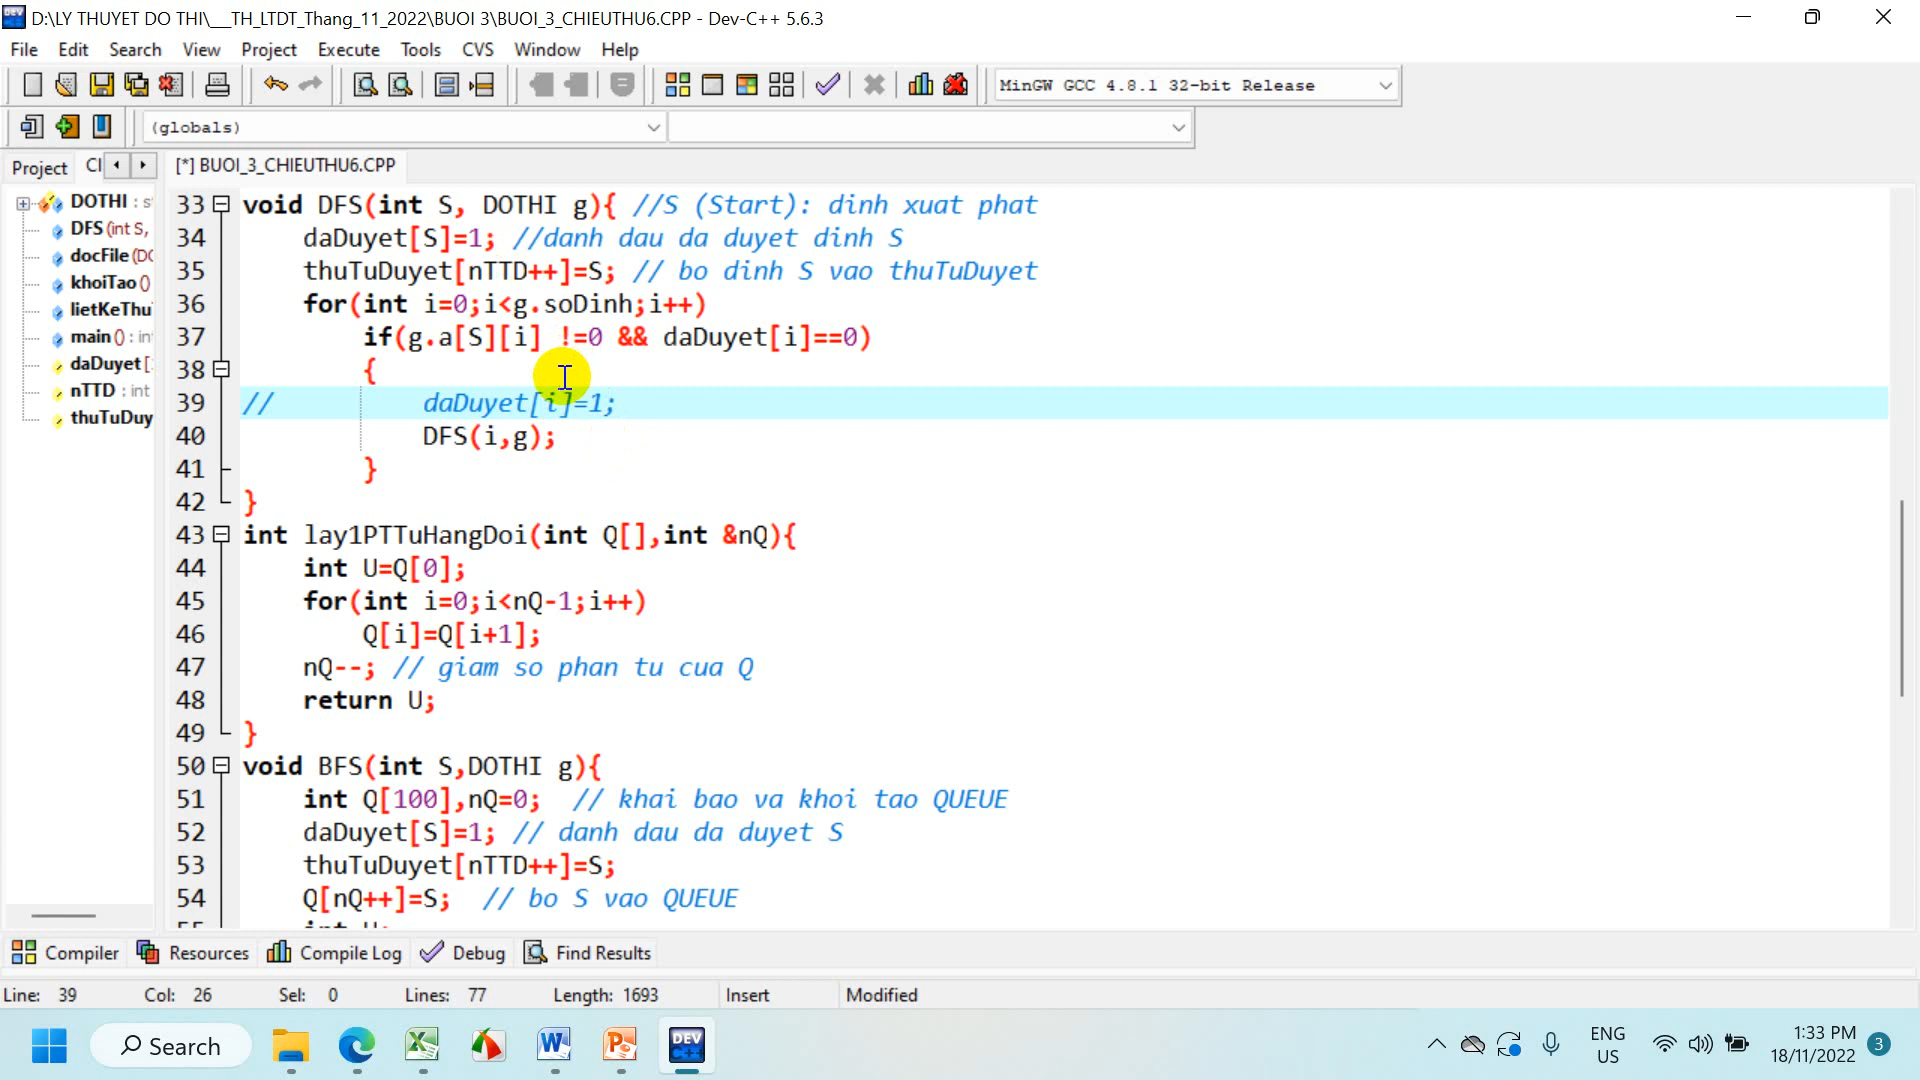 D:\LY THUYET DO THI\__TH_LTDT_Thang_11_2022\BUOI 3\BUOI_3_CHIEUTHU6.CPP - Dev-C++ 5.6.3
File Edit Search View Project Execute Tools CVS Window Help
MinGW GCC 4.8.1 32-bit Release
(globals)
Project Cl [*] BUOI_3_CHIEUTHU6.CPP
DOTHI : s
DFS (int S,
docFile (DO
khoiTao ()
lietKeThu
main () : in
daDuyet [
nTTD : int
thuTuDuy
33 void DFS(int S, DOTHI g){ //S (Start): dinh xuat phat
34 daDuyet[S]=1; //danh dau da duyet dinh S
35 thuTuDuyet[nTTD++]=S; // bo dinh S vao thuTuDuyet
36 for(int i=0;i<g.soDinh;i++)
37 if(g.a[S][i] !=0 && daDuyet[i]==0)
38 {
39 // daDuyet[i]=1;
40 DFS(i,g);
41 }
42 }
43 int lay1PTTuHangDoi(int Q[],int &nQ){
44 int U=Q[0];
45 for(int i=0;i<nQ-1;i++)
46 Q[i]=Q[i+1];
47 nQ--; // giam so phan tu cua Q
48 return U;
49 }
50 void BFS(int S,DOTHI g){
51 int Q[100],nQ=0; // khai bao va khoi tao QUEUE
52 daDuyet[S]=1; // danh dau da duyet S
53 thuTuDuyet[nTTD++]=S;
54 Q[nQ++]=S; // bo S vao QUEUE
Compiler Resources Compile Log Debug Find Results
Line: 39 Col: 26 Sel: 0 Lines: 77 Length: 1693 Insert Modified
Search
DEV C++
ENG
US
1:33 PM
18/11/2022
3